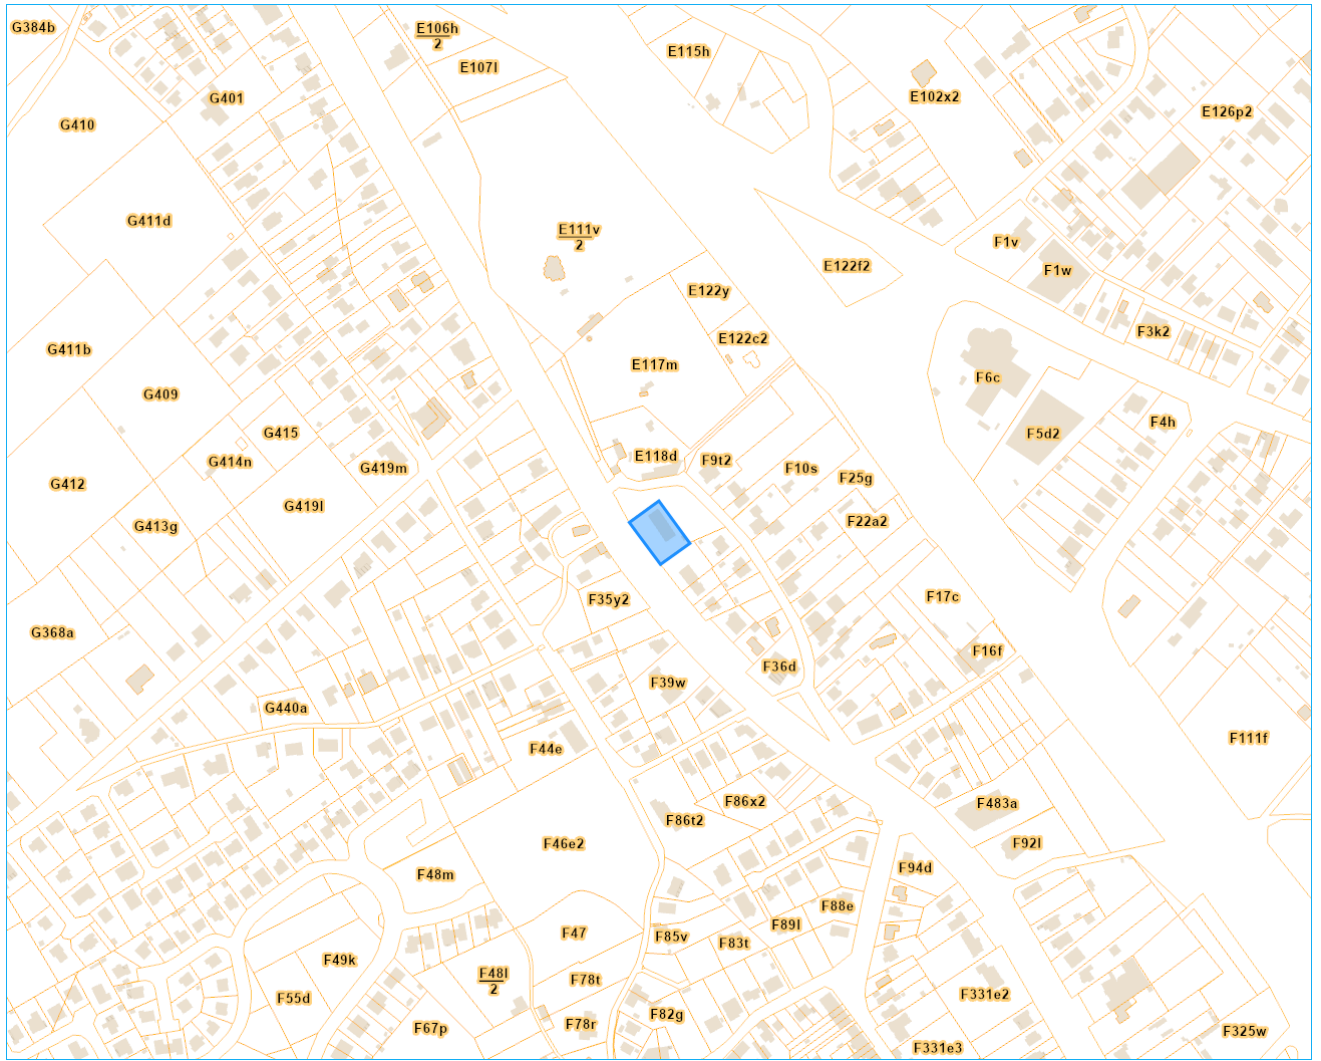 G384b
E106h
2
E107l
E115h
E102x2
E126p2
G401
G410
G411d
E111v
2
F1v
E122f2
F1w
E122y
E122c2
F3k2
G411b
E117m
F6c
G409
F4h
G415
F5d2
G414n
G419m
E118d
F9t2
F10s
F25g
G412
G419l
G413g
F22a2
F35y2
F17c
G368a
F16f
F36d
F39w
G440a
F44e
F111f
F86x2
F483a
F86t2
F46e2
F92l
F48m
F94d
F88e
F89l
F47
F85v
F83t
F49k
F48l
2
F78t
F55d
F331e2
F82g
F78r
F67p
F325w
F331e3